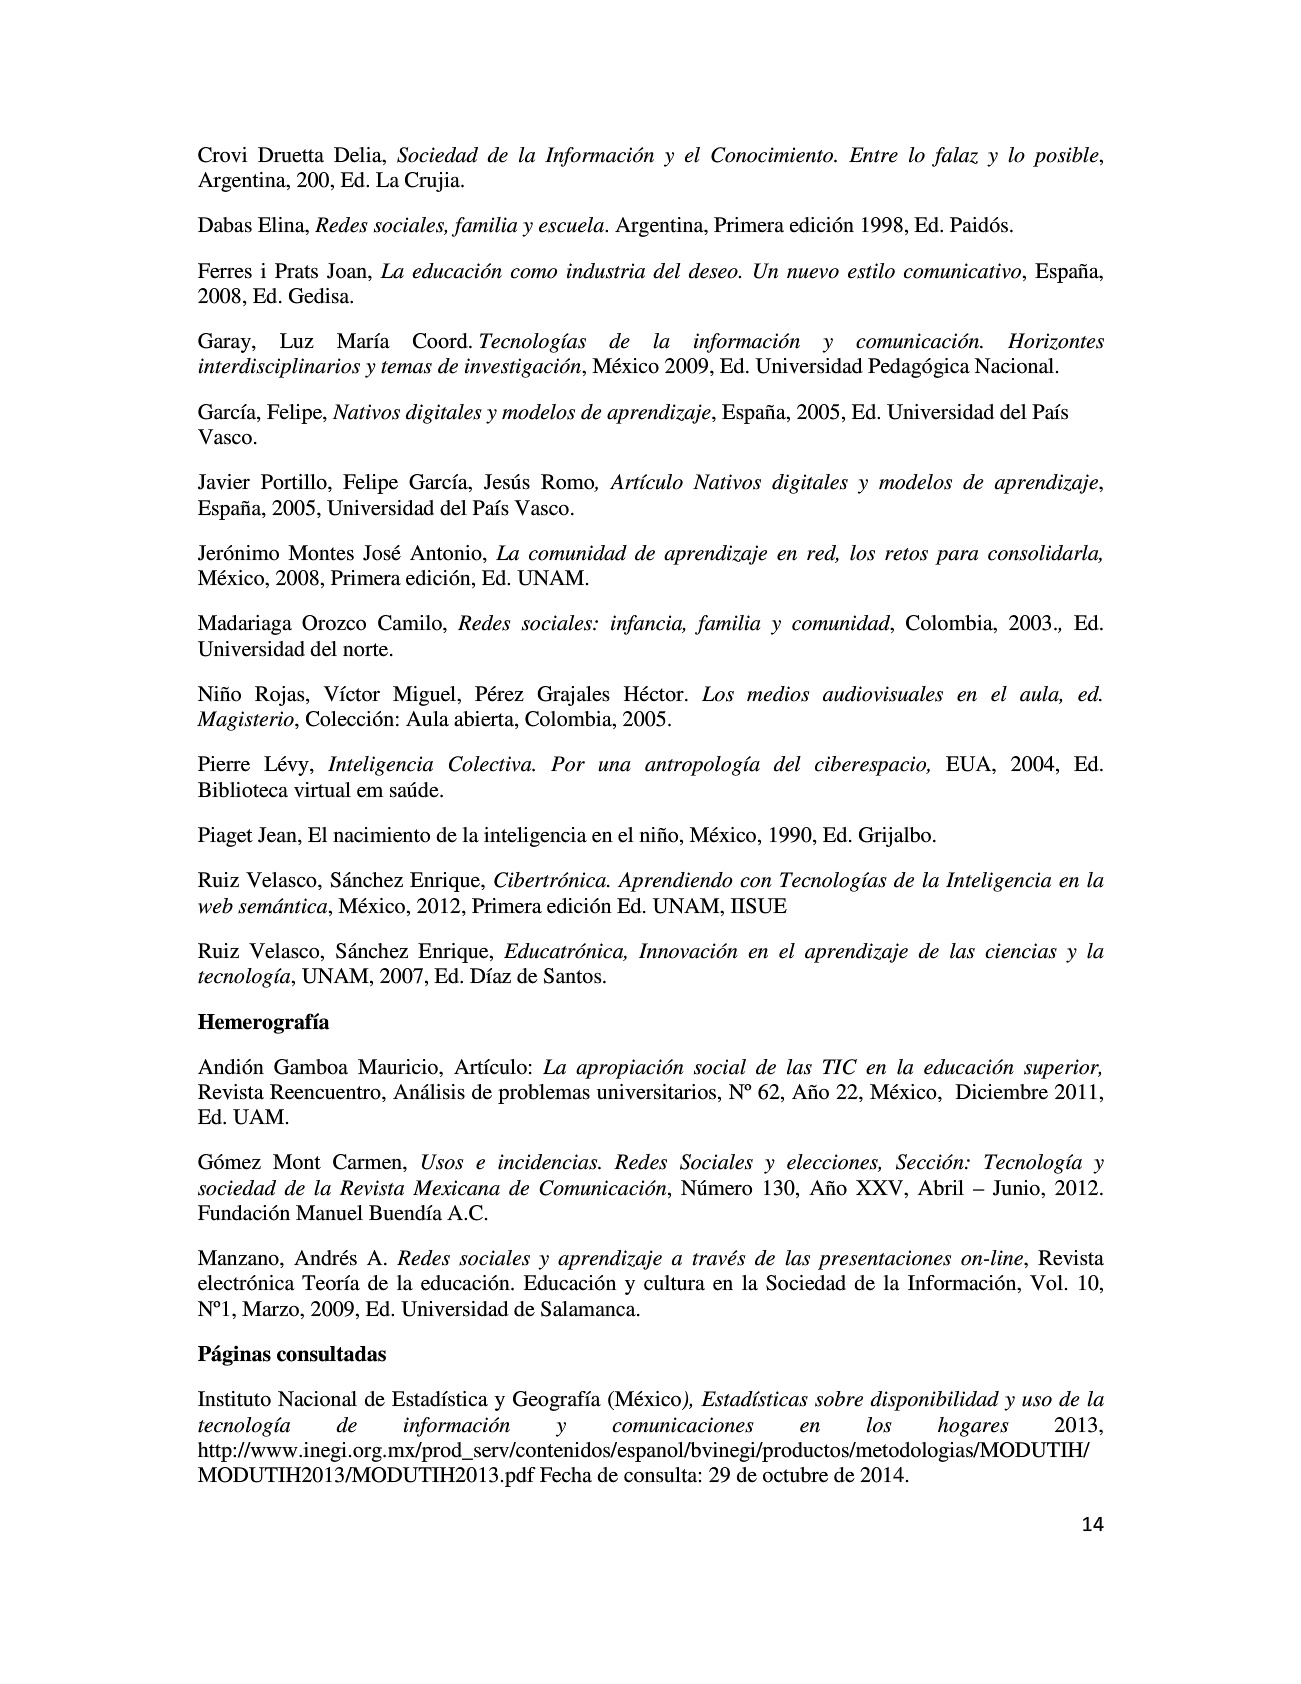 Crovi Druetta Delia, Sociedad de la Información y el Conocimiento. Entre lo falaz y lo posible,
Argentina, 200, Ed. La Crujia.
Dabas Elina, Redes sociales, familia y escuela. Argentina, Primera edición 1998, Ed. Paidós.
Ferres i Prats Joan, La educación como industria del deseo. Un nuevo estilo comunicativo, España,
2008, Ed. Gedisa.
Garay, Luz María Coord. Tecnologías de la información y comunicación. Horizontes
interdisciplinarios y temas de investigación, México 2009, Ed. Universidad Pedagógica Nacional.
García, Felipe, Nativos digitales y modelos de aprendizaje, España, 2005, Ed. Universidad del País
Vasco.
Javier Portillo, Felipe García, Jesús Romo, Artículo Nativos digitales y modelos de aprendizaje,
España, 2005, Universidad del País Vasco.
Jerónimo Montes José Antonio, La comunidad de aprendizaje en red, los retos para consolidarla,
México, 2008, Primera edición, Ed. UNAM.
Madariaga Orozco Camilo, Redes sociales: infancia, familia y comunidad, Colombia, 2003., Ed.
Universidad del norte.
Niño Rojas, Víctor Miguel, Pérez Grajales Héctor. Los medios audiovisuales en el aula, ed.
Magisterio, Colección: Aula abierta, Colombia, 2005.
Pierre Lévy, Inteligencia Colectiva. Por una antropología del ciberespacio, EUA, 2004, Ed.
Biblioteca virtual em saúde.
Piaget Jean, El nacimiento de la inteligencia en el niño, México, 1990, Ed. Grijalbo.
Ruiz Velasco, Sánchez Enrique, Cibertrónica. Aprendiendo con Tecnologías de la Inteligencia en la
web semántica, México, 2012, Primera edición Ed. UNAM, IISUE
Ruiz Velasco, Sánchez Enrique, Educatrónica, Innovación en el aprendizaje de las ciencias y la
tecnología, UNAM, 2007, Ed. Díaz de Santos.
Hemerografía
Andión Gamboa Mauricio, Artículo: La apropiación social de las TIC en la educación superior,
Revista Reencuentro, Análisis de problemas universitarios, Nº 62, Año 22, México, Diciembre 2011,
Ed. UAM.
Gómez Mont Carmen, Usos e incidencias. Redes Sociales y elecciones, Sección: Tecnología y
sociedad de la Revista Mexicana de Comunicación, Número 130, Año XXV, Abril – Junio, 2012.
Fundación Manuel Buendía A.C.
Manzano, Andrés A. Redes sociales y aprendizaje a través de las presentaciones on-line, Revista
electrónica Teoría de la educación. Educación y cultura en la Sociedad de la Información, Vol. 10,
Nº1, Marzo, 2009, Ed. Universidad de Salamanca.
Páginas consultadas
Instituto Nacional de Estadística y Geografía (México), Estadísticas sobre disponibilidad y uso de la
tecnología de información y comunicaciones en los hogares 2013,
http://www.inegi.org.mx/prod_serv/contenidos/espanol/bvinegi/productos/metodologias/MODUTIH/
MODUTIH2013/MODUTIH2013.pdf Fecha de consulta: 29 de octubre de 2014.
14